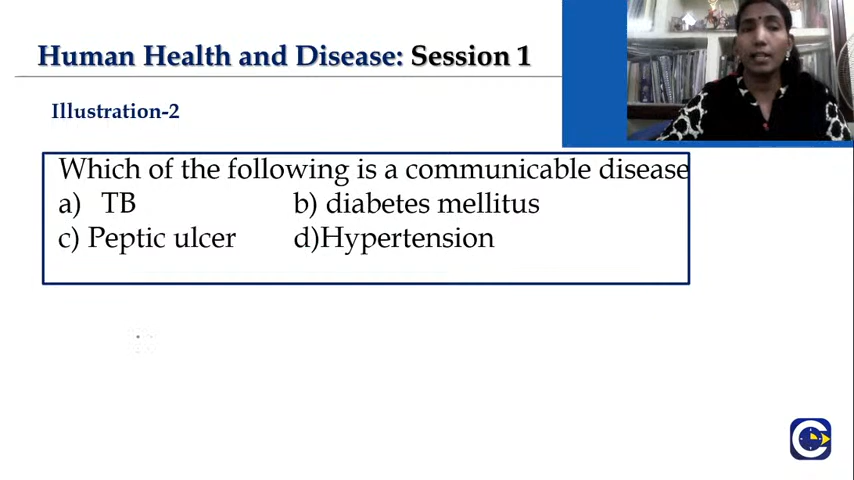 Human Health and Disease: Session 1
Illustration-2
Which of the following is a communicable disease
a) TB b) diabetes mellitus
c) Peptic ulcer d)Hypertension